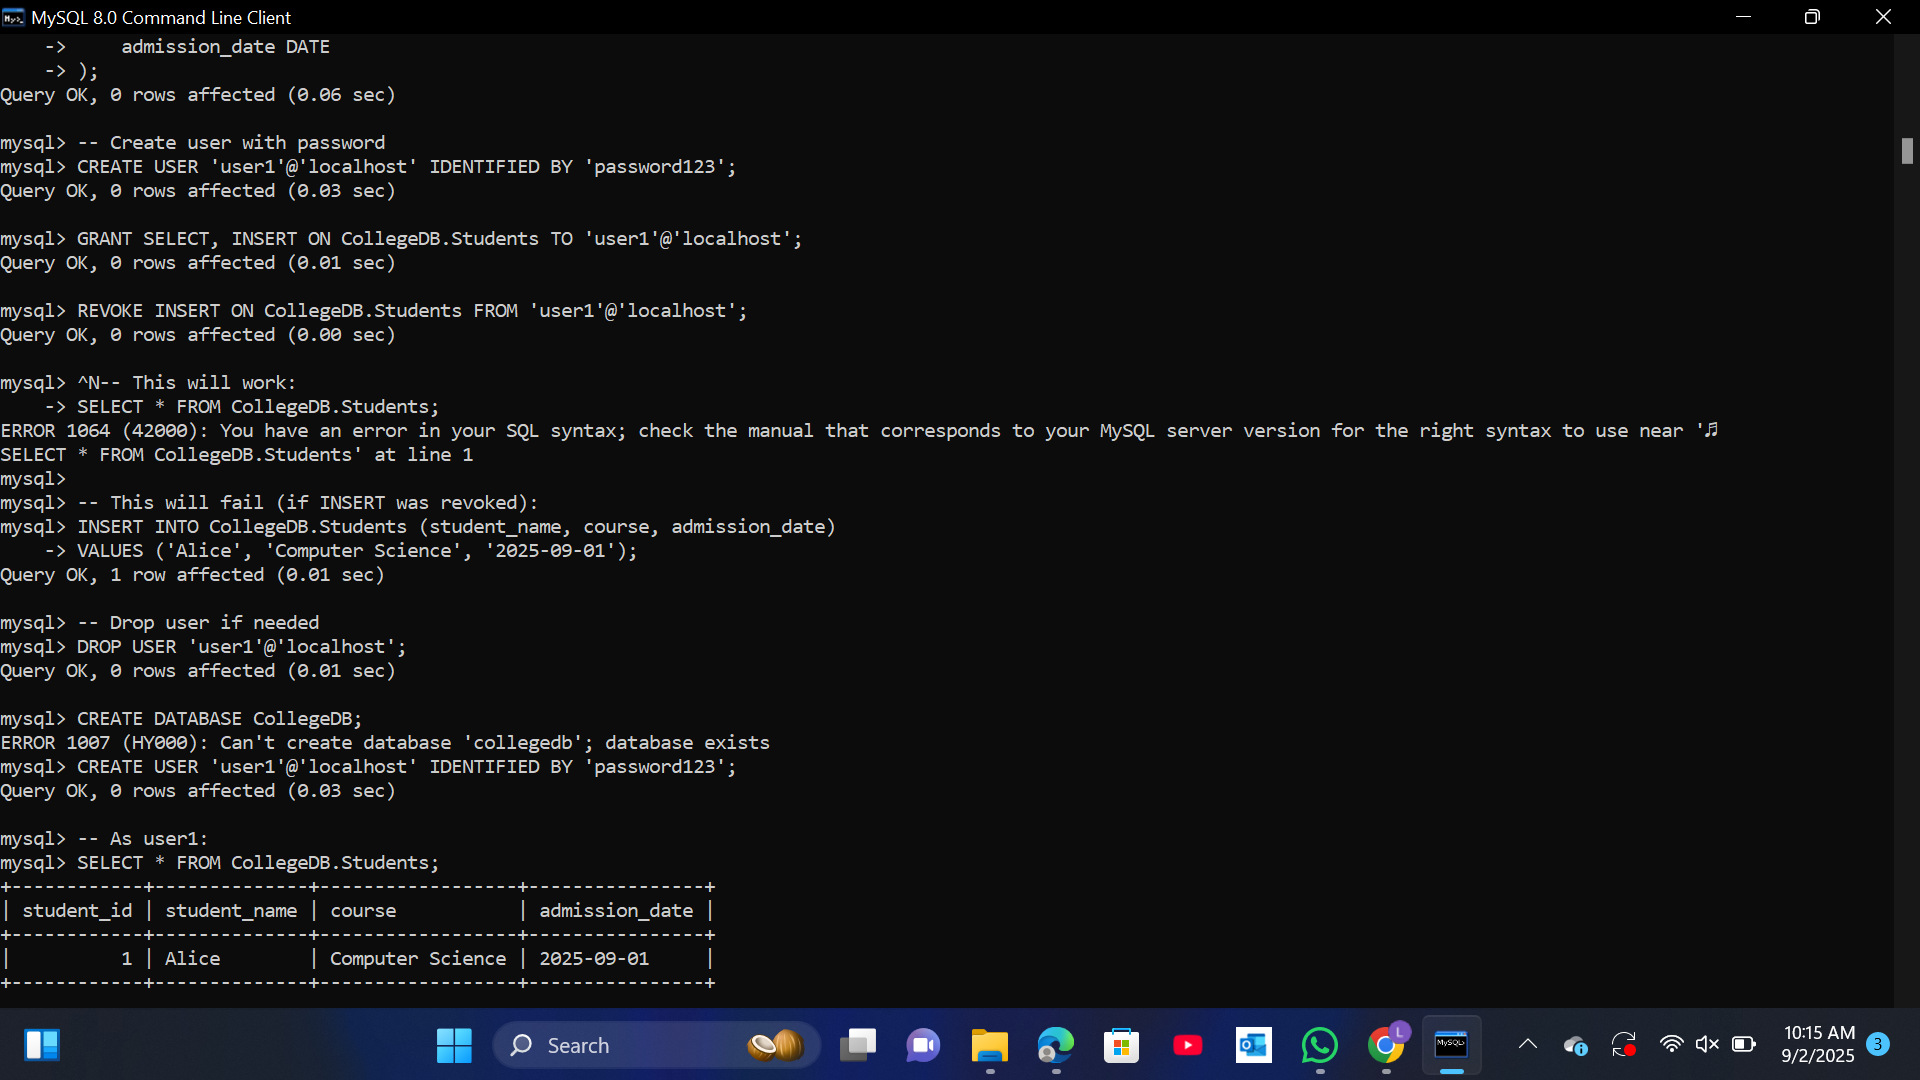 MySQL 8.0 Command Line Client
    ->     admission_date DATE
    -> );
Query OK, 0 rows affected (0.06 sec)

mysql> -- Create user with password
mysql> CREATE USER 'user1'@'localhost' IDENTIFIED BY 'password123';
Query OK, 0 rows affected (0.03 sec)

mysql> GRANT SELECT, INSERT ON CollegeDB.Students TO 'user1'@'localhost';
Query OK, 0 rows affected (0.01 sec)

mysql> REVOKE INSERT ON CollegeDB.Students FROM 'user1'@'localhost';
Query OK, 0 rows affected (0.00 sec)

mysql> ^N-- This will work:
    -> SELECT * FROM CollegeDB.Students;
ERROR 1064 (42000): You have an error in your SQL syntax; check the manual that corresponds to your MySQL server version for the right syntax to use near '♫
SELECT * FROM CollegeDB.Students' at line 1
mysql>
mysql> -- This will fail (if INSERT was revoked):
mysql> INSERT INTO CollegeDB.Students (student_name, course, admission_date)
    -> VALUES ('Alice', 'Computer Science', '2025-09-01');
Query OK, 1 row affected (0.01 sec)

mysql> -- Drop user if needed
mysql> DROP USER 'user1'@'localhost';
Query OK, 0 rows affected (0.01 sec)

mysql> CREATE DATABASE CollegeDB;
ERROR 1007 (HY000): Can't create database 'collegedb'; database exists
mysql> CREATE USER 'user1'@'localhost' IDENTIFIED BY 'password123';
Query OK, 0 rows affected (0.03 sec)

mysql> -- As user1:
mysql> SELECT * FROM CollegeDB.Students;
+------------+--------------+------------------+----------------+
| student_id | student_name | course           | admission_date |
+------------+--------------+------------------+----------------+
|          1 | Alice        | Computer Science | 2025-09-01     |
+------------+--------------+------------------+----------------+
Search
L
MySQL
10:15 AM
9/2/2025
3